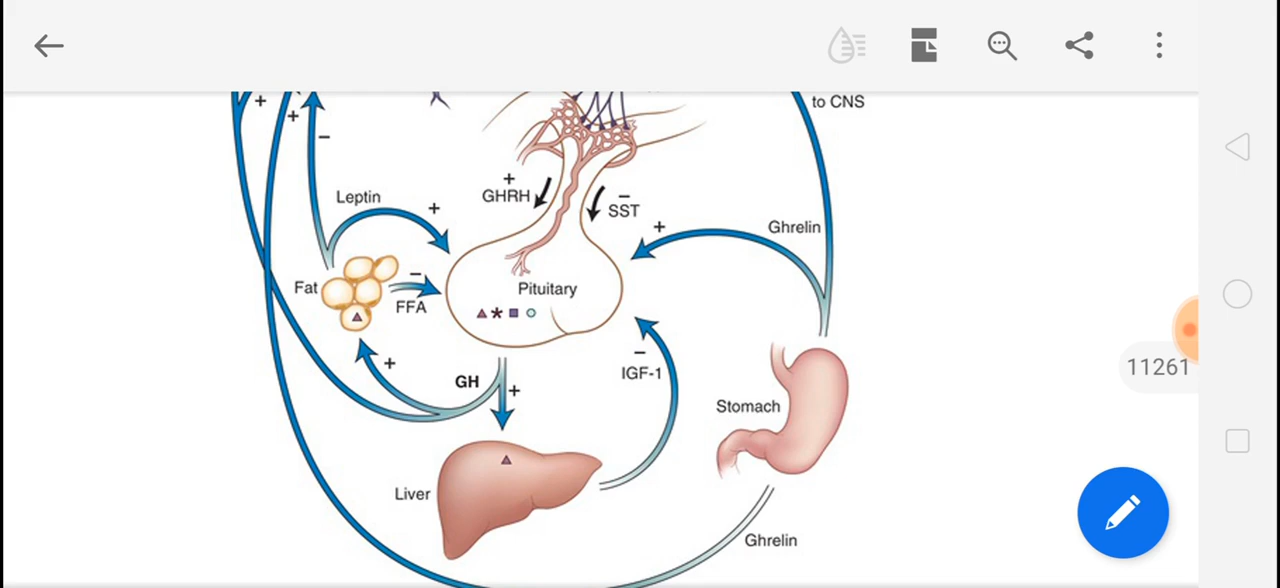 to CNS
+
+
−
Leptin
+
+
GHRH
−
SST
+
Ghrelin
Fat
−
FFA
Pituitary
+
GH
+
−
IGF-1
11261
Stomach
Liver
Ghrelin